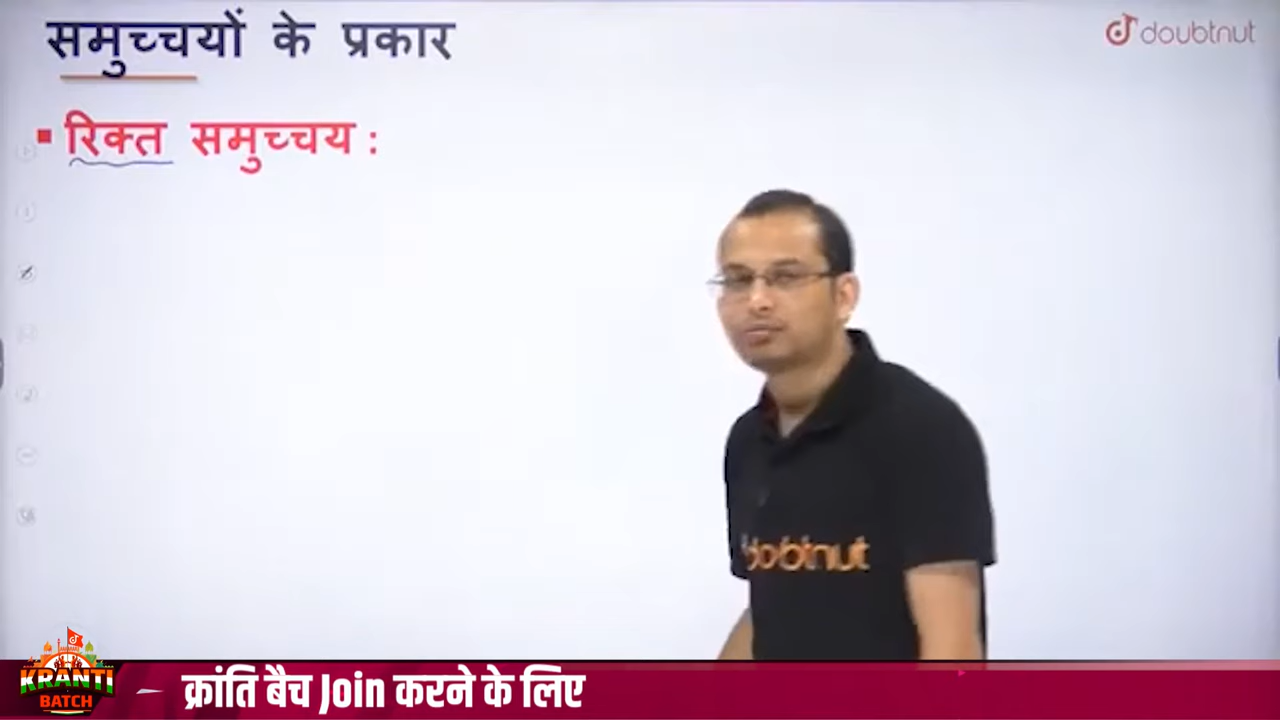 समुच्चयों के प्रकार
doubtnut
▪ रिक्त समुच्चय :
doubtnut
KRANTI
BATCH
क्रांति बैच Join करने के लिए